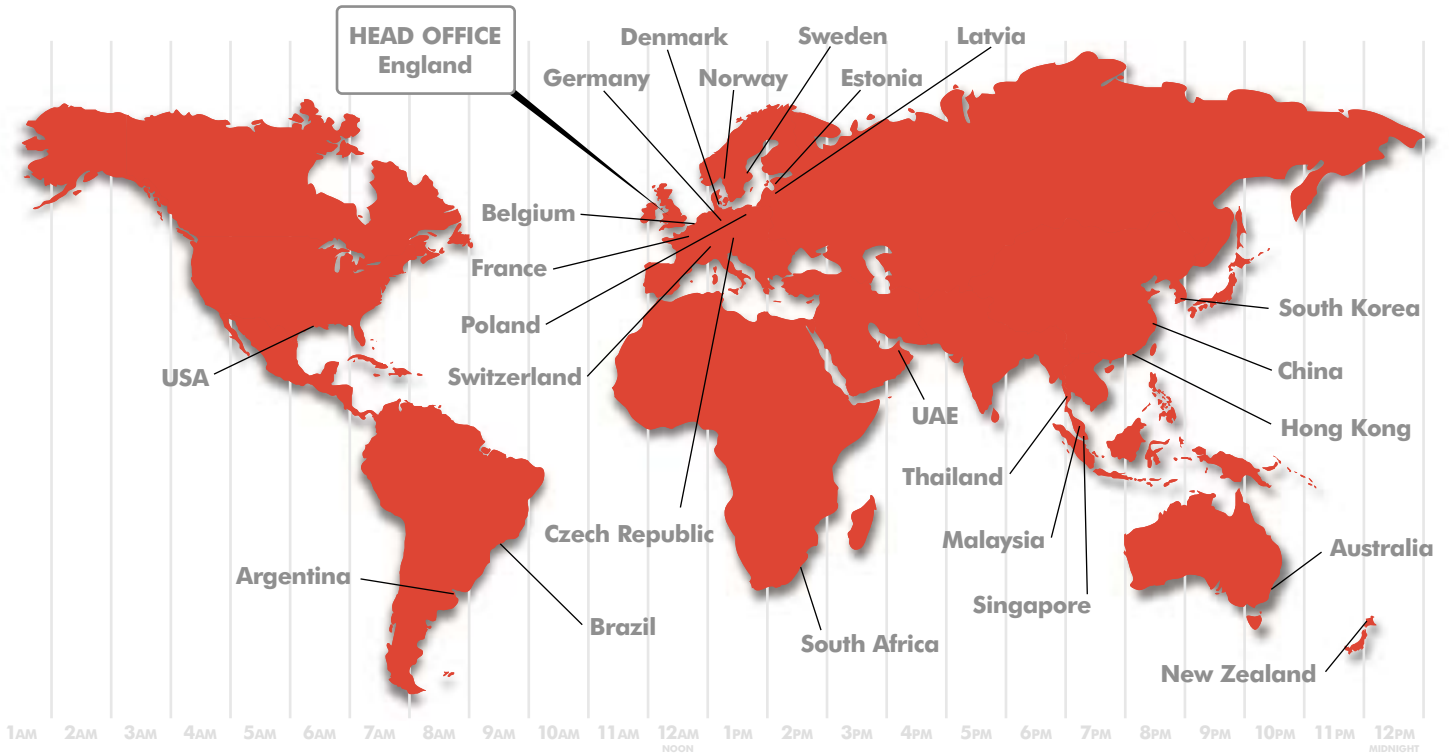 HEAD OFFICE
England
Denmark
Sweden
Latvia
Germany
Norway
Estonia
Belgium
France
Poland
Switzerland
USA
South Korea
China
UAE
Hong Kong
Thailand
Czech Republic
Malaysia
Australia
Argentina
Singapore
Brazil
South Africa
New Zealand
1AM 2AM 3AM 4AM 5AM 6AM 7AM 8AM 9AM 10AM 11AM 12AM 1PM 2PM 3PM 4PM 5PM 6PM 7PM 8PM 9PM 10PM 11PM 12PM
NOON MIDNIGHT